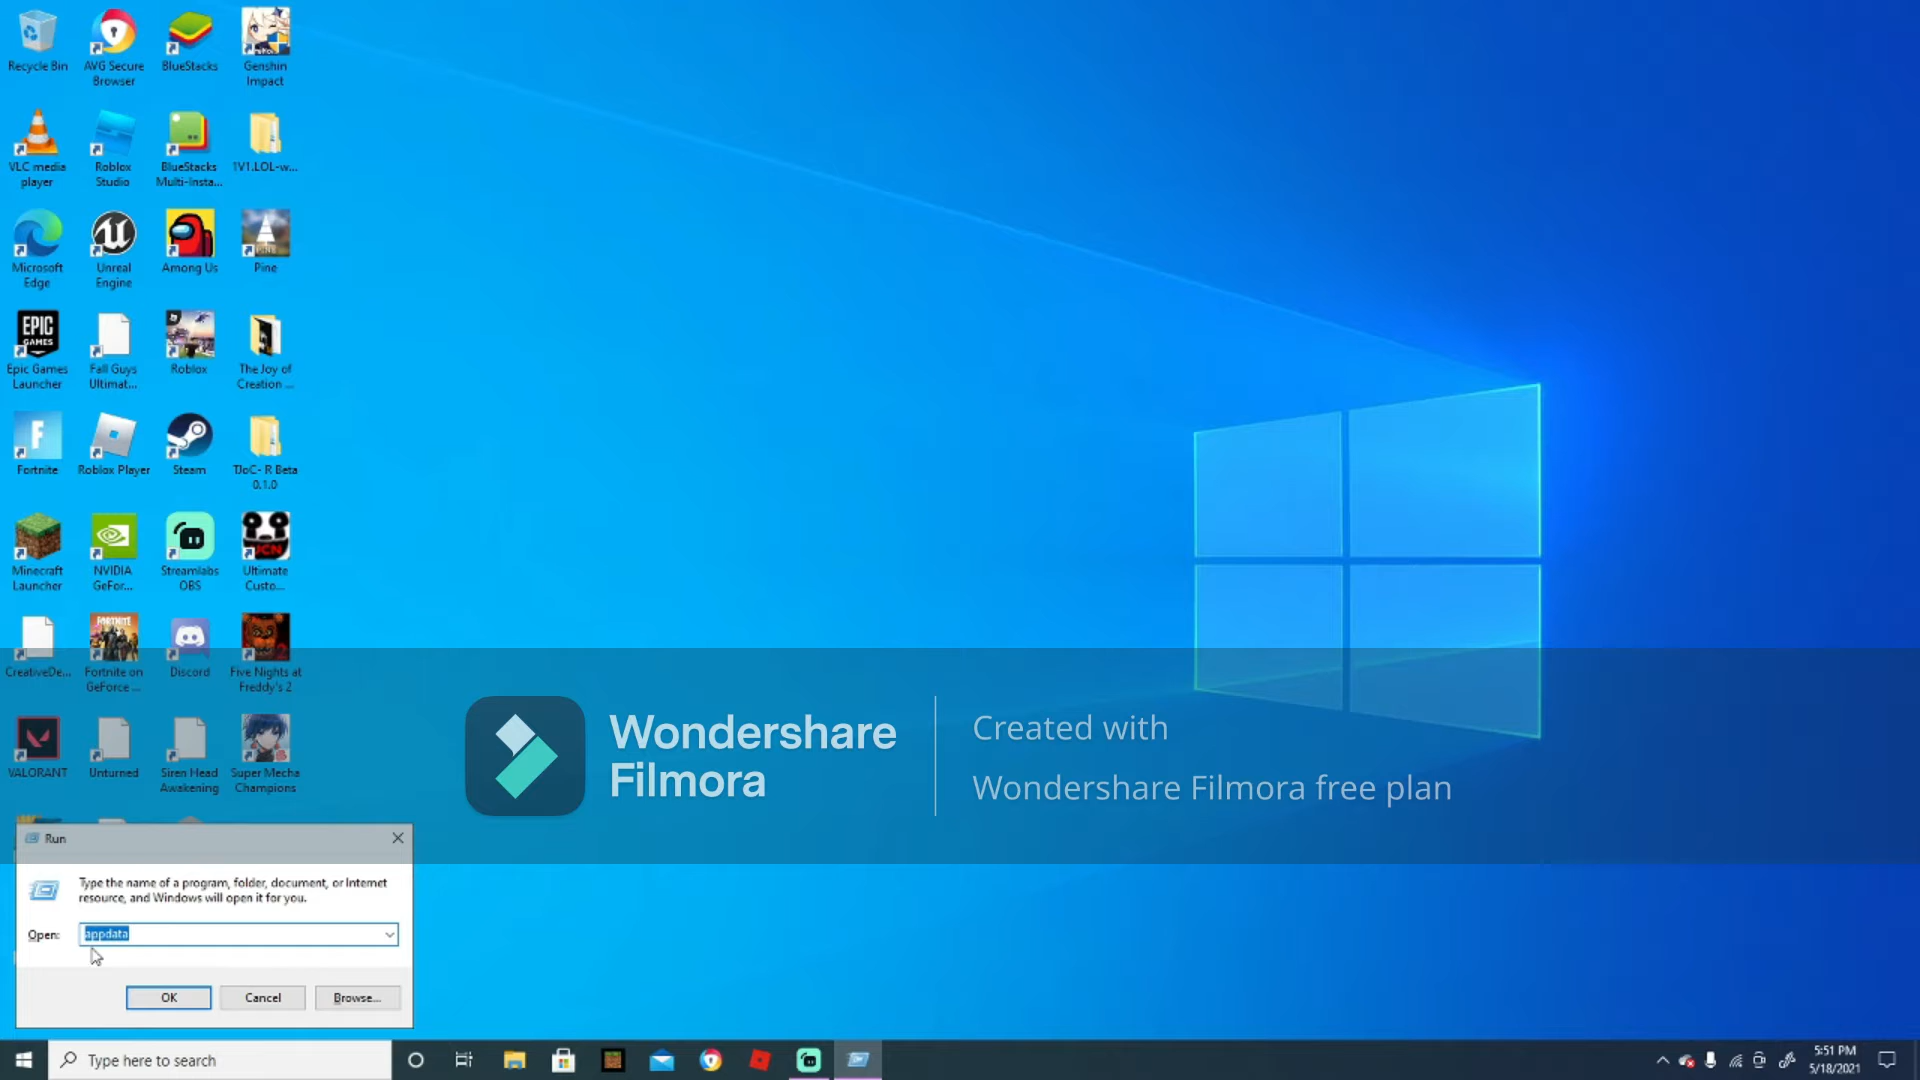 Recycle Bin
AVG Secure
Browser
BlueStacks
Genshin
Impact
VLC media
player
Roblox
Studio
BlueStacks
Multi-Insta...
1V1.LOL-w...
Microsoft
Edge
Unreal
Engine
Among Us
Pine
EPIC
GAMES
Epic Games
Launcher
Fall Guys
Ultimat...
Roblox
The Joy of
Creation ...
Fortnite
Roblox Player
Steam
TJoC- R Beta
0.1.0
Minecraft
Launcher
NVIDIA
GeFor...
Streamlabs
OBS
UCN
Ultimate
Custo...
CreativeDe...
FORTNITE
Fortnite on
GeForce ...
Discord
Five Nights at
Freddy's 2
VALORANT
Unturned
Siren Head
Awakening
Super Mecha
Champions
Wondershare
Filmora
Created with
Wondershare Filmora free plan
Run
Type the name of a program, folder, document, or Internet
resource, and Windows will open it for you.
Open:
appdata
OK
Cancel
Browse...
Type here to search
5:51 PM
5/18/2021